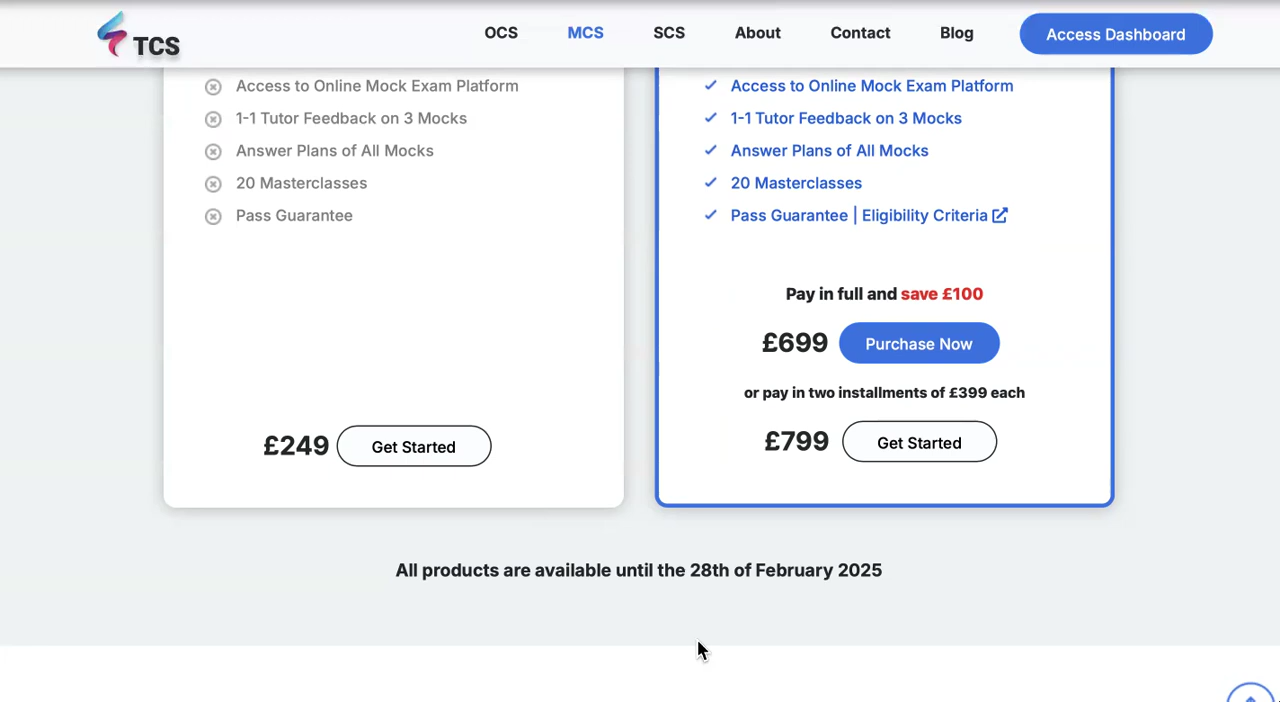 TCS
OCS MCS SCS About Contact Blog Access Dashboard
Access to Online Mock Exam Platform
1-1 Tutor Feedback on 3 Mocks
Answer Plans of All Mocks
20 Masterclasses
Pass Guarantee
£249 Get Started
Access to Online Mock Exam Platform
1-1 Tutor Feedback on 3 Mocks
Answer Plans of All Mocks
20 Masterclasses
Pass Guarantee | Eligibility Criteria
Pay in full and save £100
£699 Purchase Now
or pay in two installments of £399 each
£799 Get Started
All products are available until the 28th of February 2025